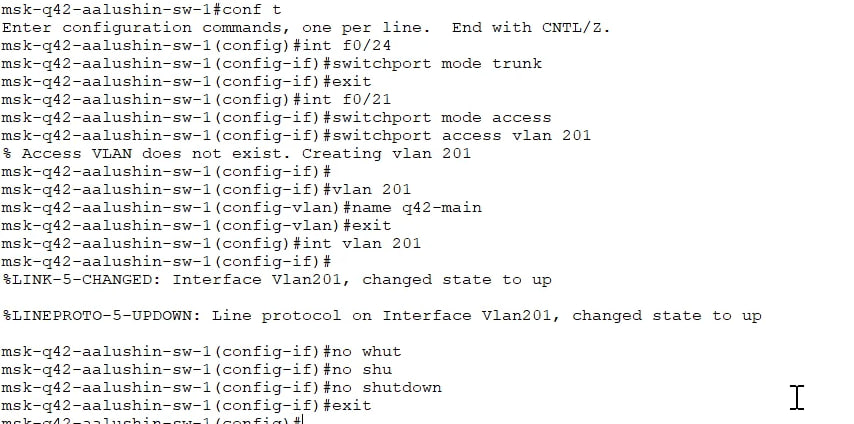 msk-q42-aalushin-sw-1#conf t
Enter configuration commands, one per line.  End with CNTL/Z.
msk-q42-aalushin-sw-1(config)#int f0/24
msk-q42-aalushin-sw-1(config-if)#switchport mode trunk
msk-q42-aalushin-sw-1(config-if)#exit
msk-q42-aalushin-sw-1(config)#int f0/21
msk-q42-aalushin-sw-1(config-if)#switchport mode access
msk-q42-aalushin-sw-1(config-if)#switchport access vlan 201
% Access VLAN does not exist. Creating vlan 201
msk-q42-aalushin-sw-1(config-if)#
msk-q42-aalushin-sw-1(config-if)#vlan 201
msk-q42-aalushin-sw-1(config-vlan)#name q42-main
msk-q42-aalushin-sw-1(config-vlan)#exit
msk-q42-aalushin-sw-1(config)#int vlan 201
msk-q42-aalushin-sw-1(config-if)#
%LINK-5-CHANGED: Interface Vlan201, changed state to up
%LINEPROTO-5-UPDOWN: Line protocol on Interface Vlan201, changed state to up
msk-q42-aalushin-sw-1(config-if)#no whut
msk-q42-aalushin-sw-1(config-if)#no shu
msk-q42-aalushin-sw-1(config-if)#no shutdown
msk-q42-aalushin-sw-1(config-if)#exit
msk-q42-aalushin-sw-1(config)#